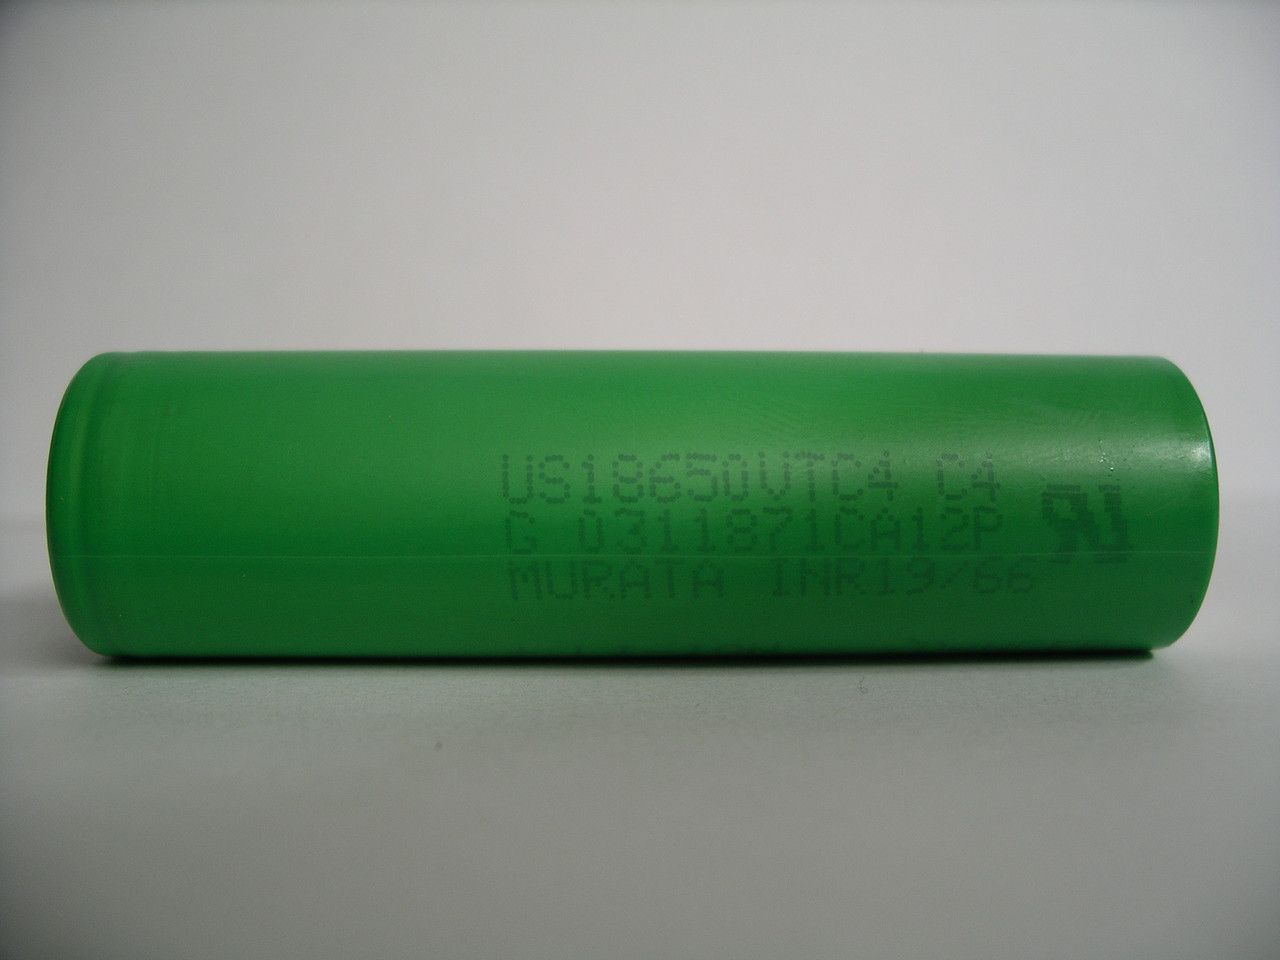 US18650VTC4 C4
C 0311871CA12P
MURATA INR19/66